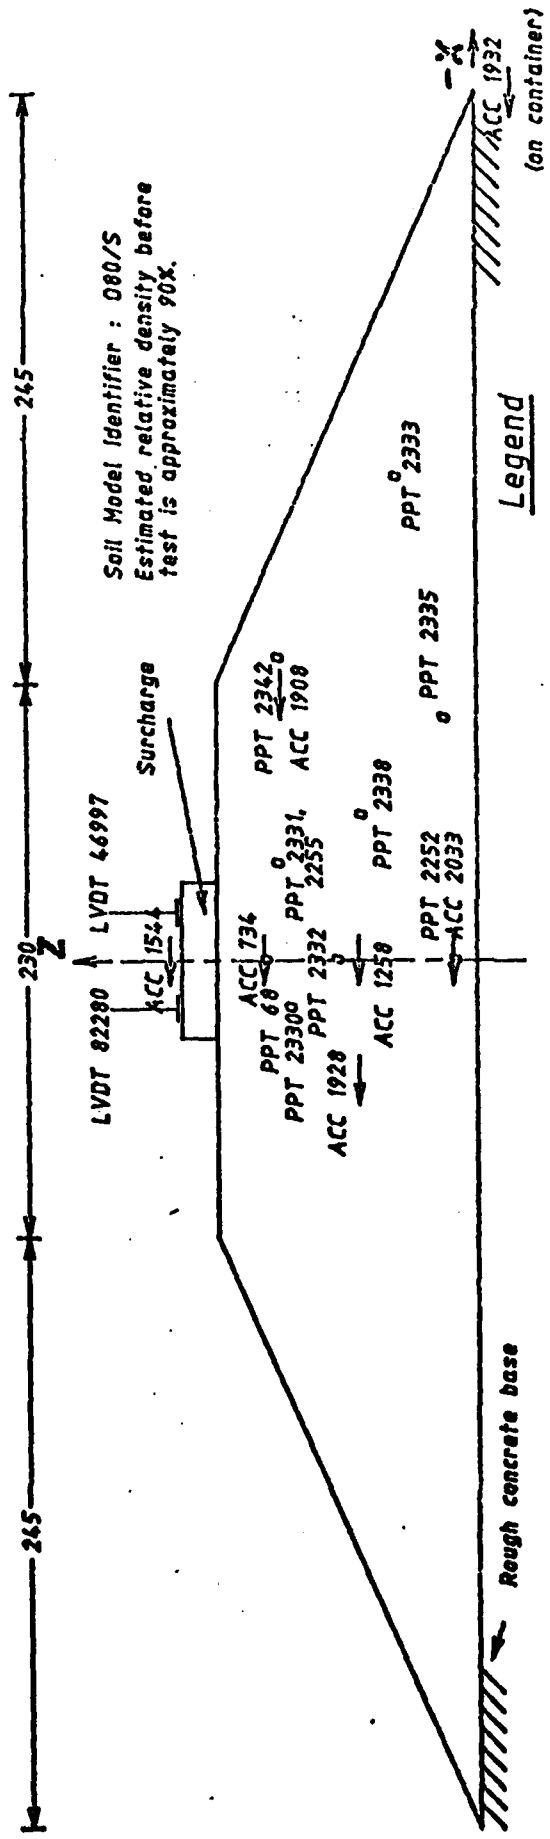 245
230
245
Z
LVDT 82280
LVDT 46997
Soil Model Identifier : 080/S
Estimated relative density before
test is approximately 90%.
Surcharge
ACC 1544
ACC 734
PPT 68
PPT 2330
PPT 2332
ACC 1928
ACC 1258
PPT 2331,
2255
PPT 2342
ACC 1908
PPT 2338
PPT 2252
ACC 2033
PPT 2335
PPT 2333
-X
ACC 1932
(on container)
Rough concrete base
Legend